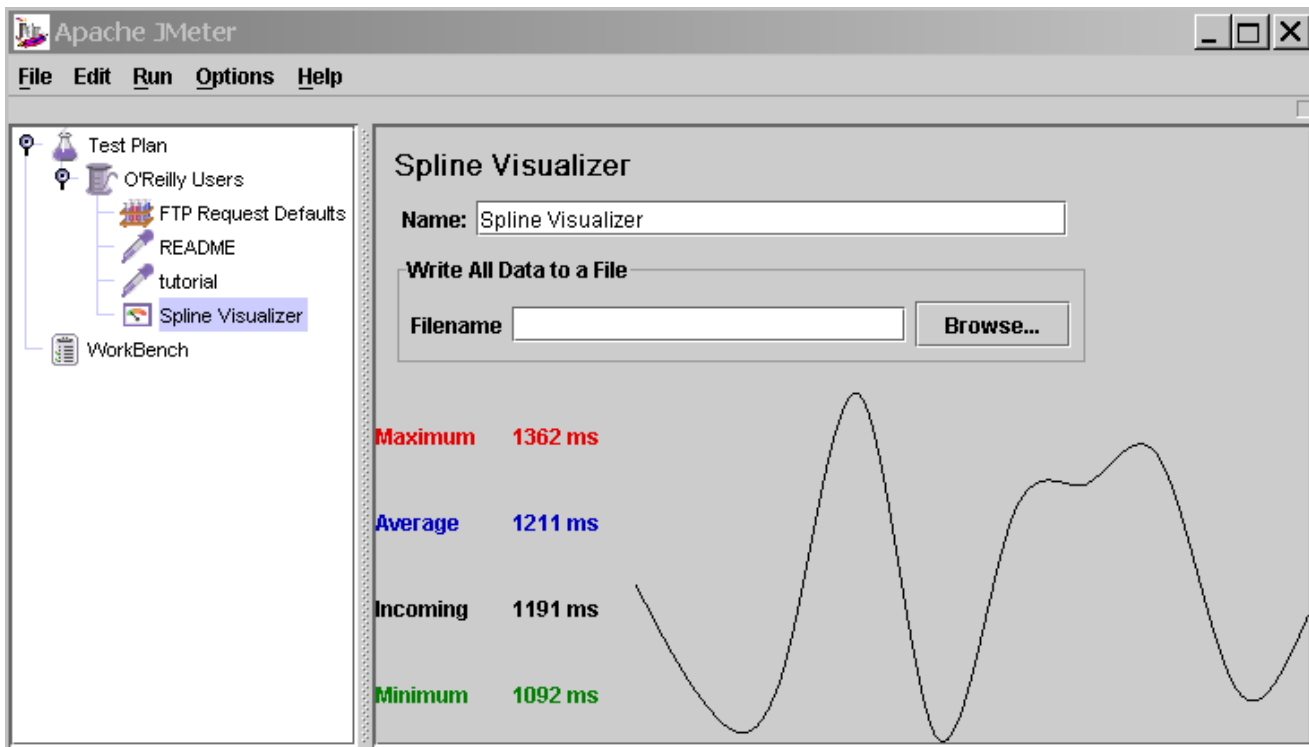 Apache JMeter
File Edit Run Options Help
Test Plan
O'Reilly Users
FTP Request Defaults
README
tutorial
Spline Visualizer
WorkBench
Spline Visualizer
Name: Spline Visualizer
Write All Data to a File
Filename Browse...
Maximum 1362 ms
Average 1211 ms
Incoming 1191 ms
Minimum 1092 ms